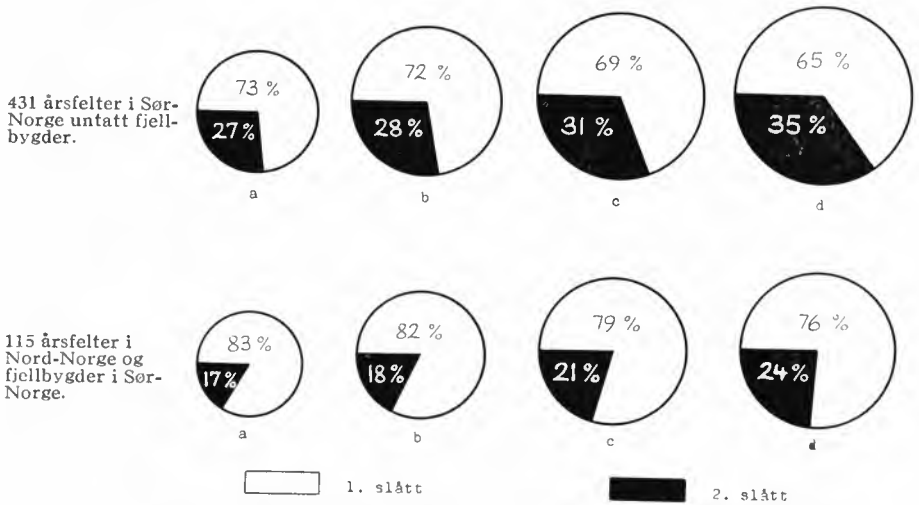 73 %
72 %
69 %
65 %
431 årsfelter i Sør-
Norge untatt fjell-
bygder.
27%
28%
31%
35%
a
b
c
d
83%
82 %
79 %
76 %
115 årsfelter i
Nord-Norge og
fjellbygder i Sør-
Norge.
17%
18%
21%
24%
a
b
c
d
1. slått
2. slått